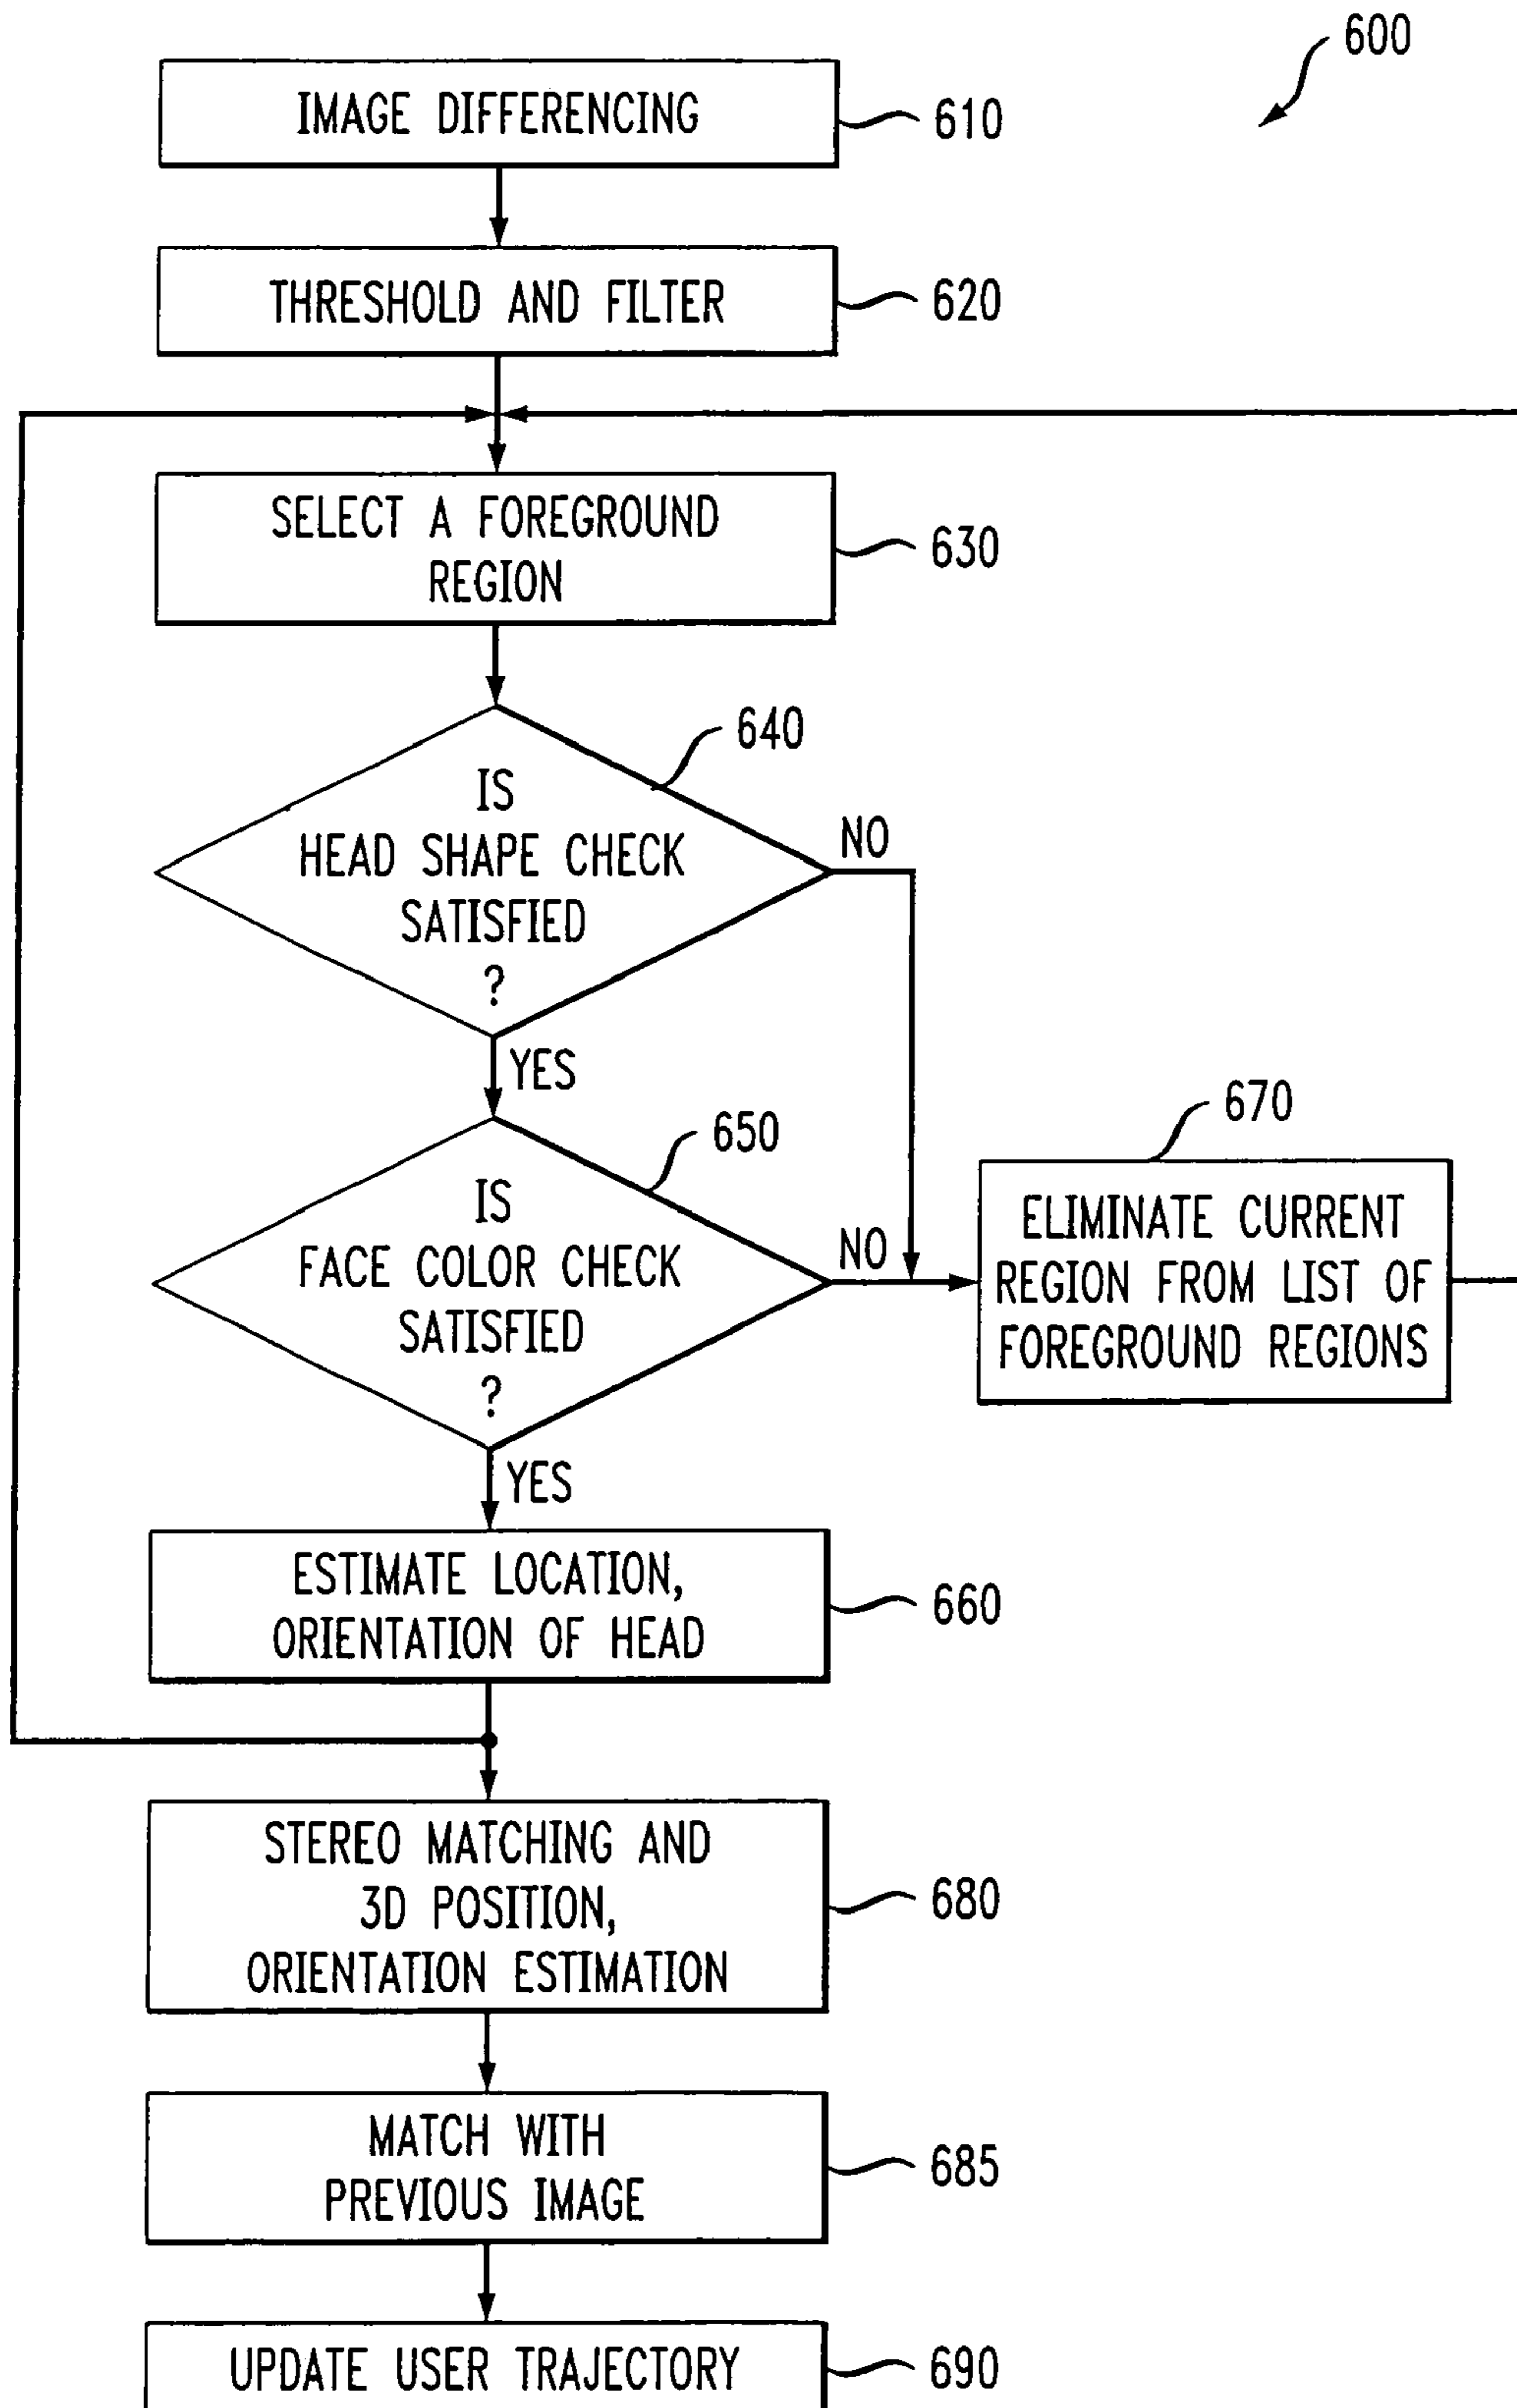 600
IMAGE DIFFERENCING
610
THRESHOLD AND FILTER
620
SELECT A FOREGROUND
REGION
630
640
IS
HEAD SHAPE CHECK
SATISFIED
?
NO
YES
650
IS
FACE COLOR CHECK
SATISFIED
?
NO
YES
670
ELIMINATE CURRENT
REGION FROM LIST OF
FOREGROUND REGIONS
ESTIMATE LOCATION,
ORIENTATION OF HEAD
660
STEREO MATCHING AND
3D POSITION,
ORIENTATION ESTIMATION
680
MATCH WITH
PREVIOUS IMAGE
685
UPDATE USER TRAJECTORY
690